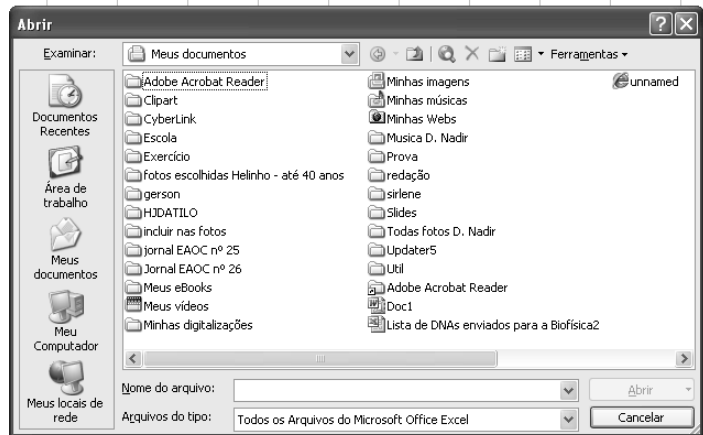 Abrir
Examinar:
Meus documentos
Ferramentas
Documentos
Recentes
Área de
trabalho
Meus
documentos
Meu
Computador
Meus locais de
rede
Adobe Acrobat Reader
Clipart
CyberLink
Escola
Exercício
fotos escolhidas Helinho - até 40 anos
gerson
HJDATILO
incluir nas fotos
jornal EAOC nº 25
Jornal EAOC nº 26
Meus eBooks
Meus vídeos
Minhas digitalizações
Minhas imagens
Minhas músicas
Minhas Webs
Musica D. Nadir
Prova
redação
sirlene
Slides
Todas fotos D. Nadir
Updater5
Util
Adobe Acrobat Reader
Doc1
Lista de DNAs enviados para a Biofísica2
unnamed
Nome do arquivo:
Abrir
Arquivos do tipo:
Todos os Arquivos do Microsoft Office Excel
Cancelar